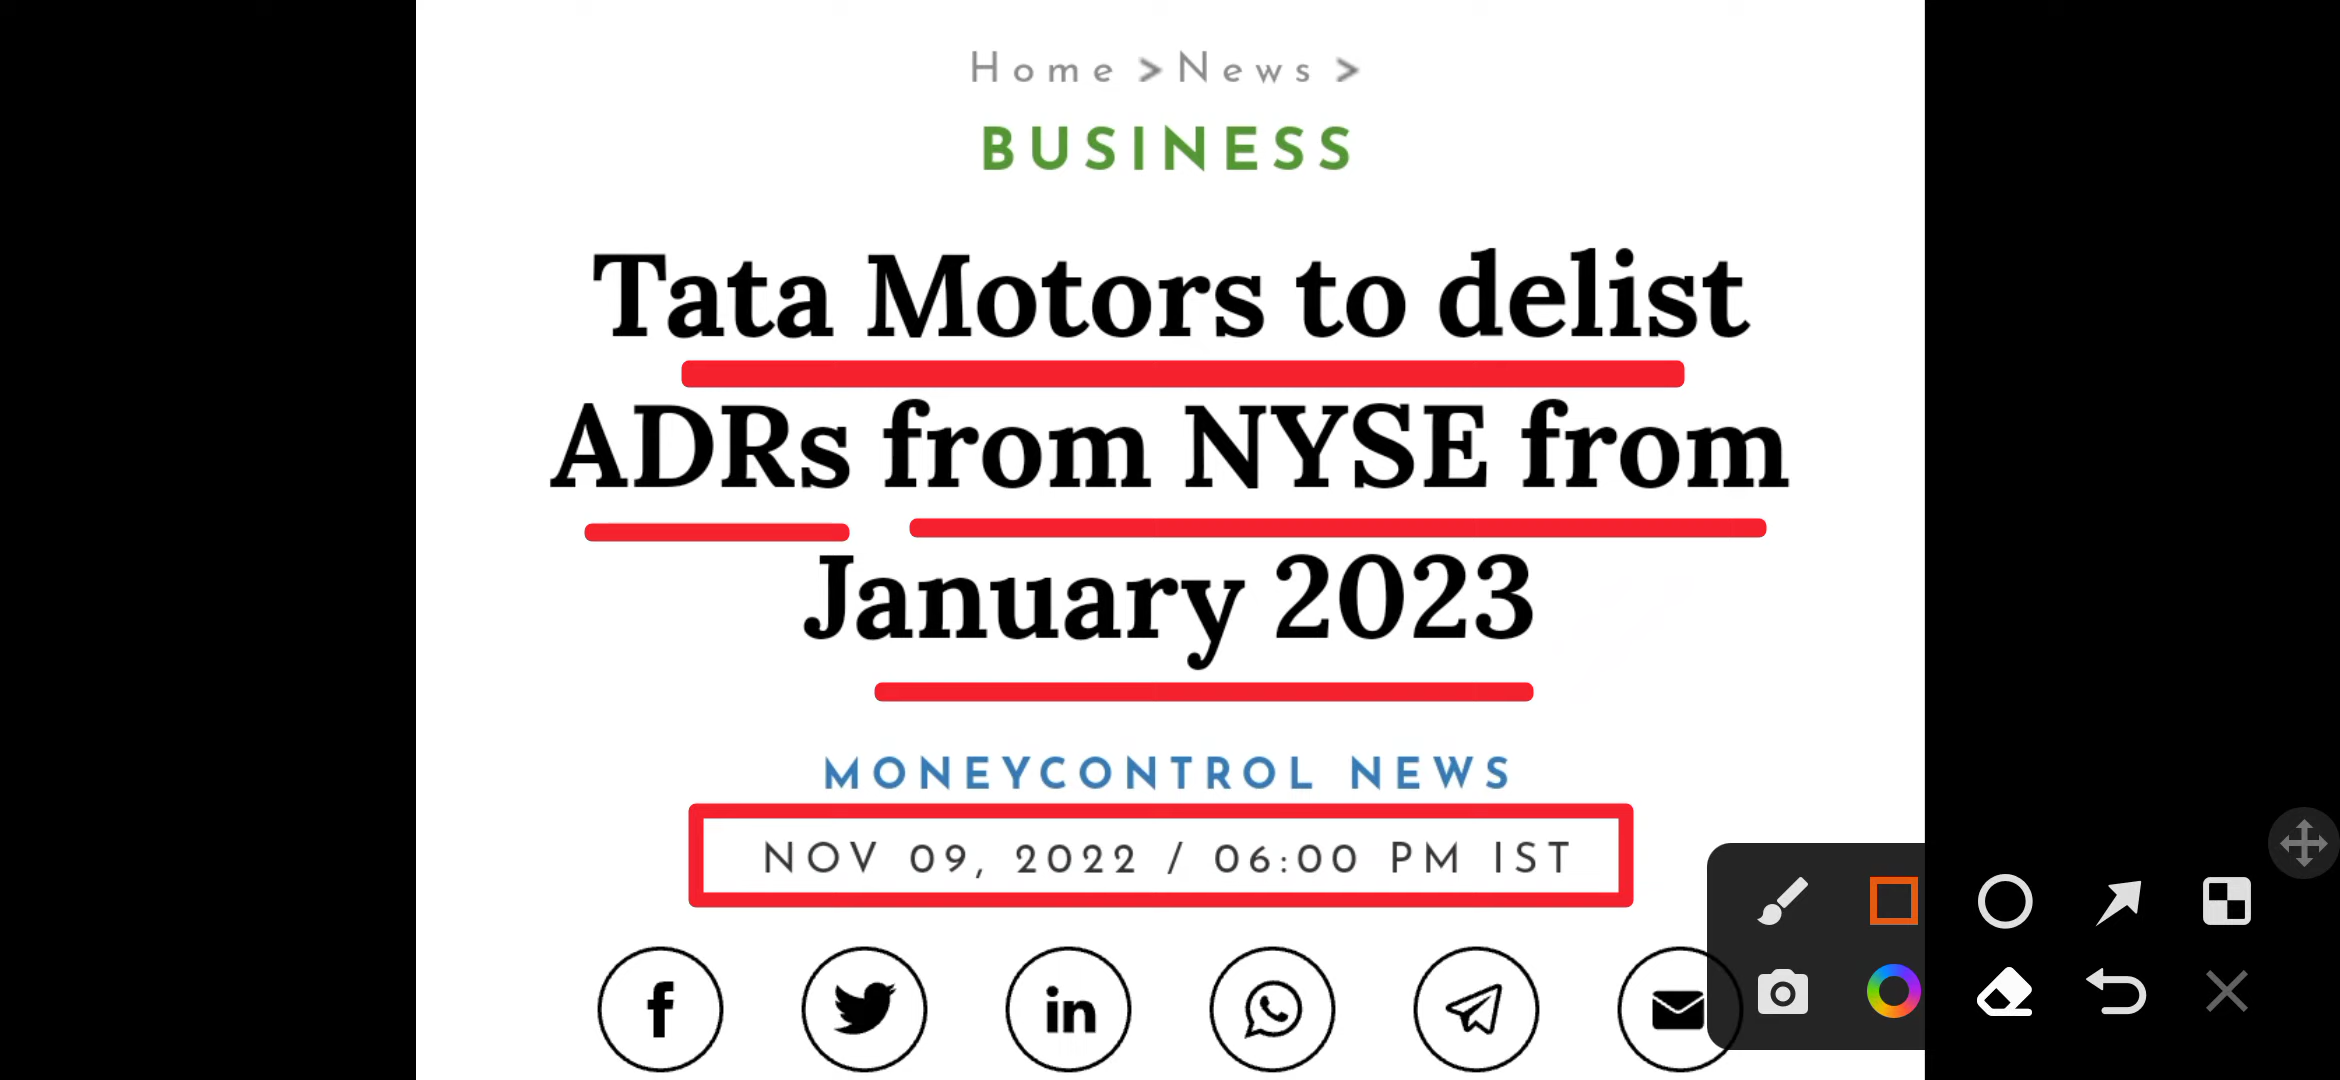 Home > News >
BUSINESS
Tata Motors to delist
ADRs from NYSE from
January 2023
MONEYCONTROL NEWS
NOV 09, 2022 / 06:00 PM IST